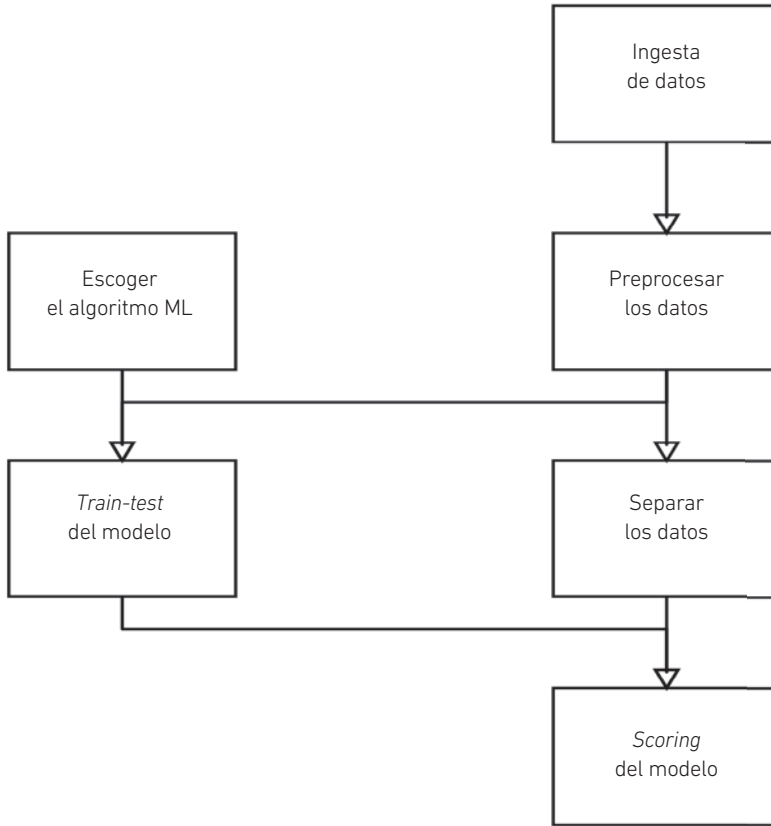 Ingesta
de datos
Escoger
el algoritmo ML
Preprocesar
los datos
Train-test
del modelo
Separar
los datos
Scoring
del modelo